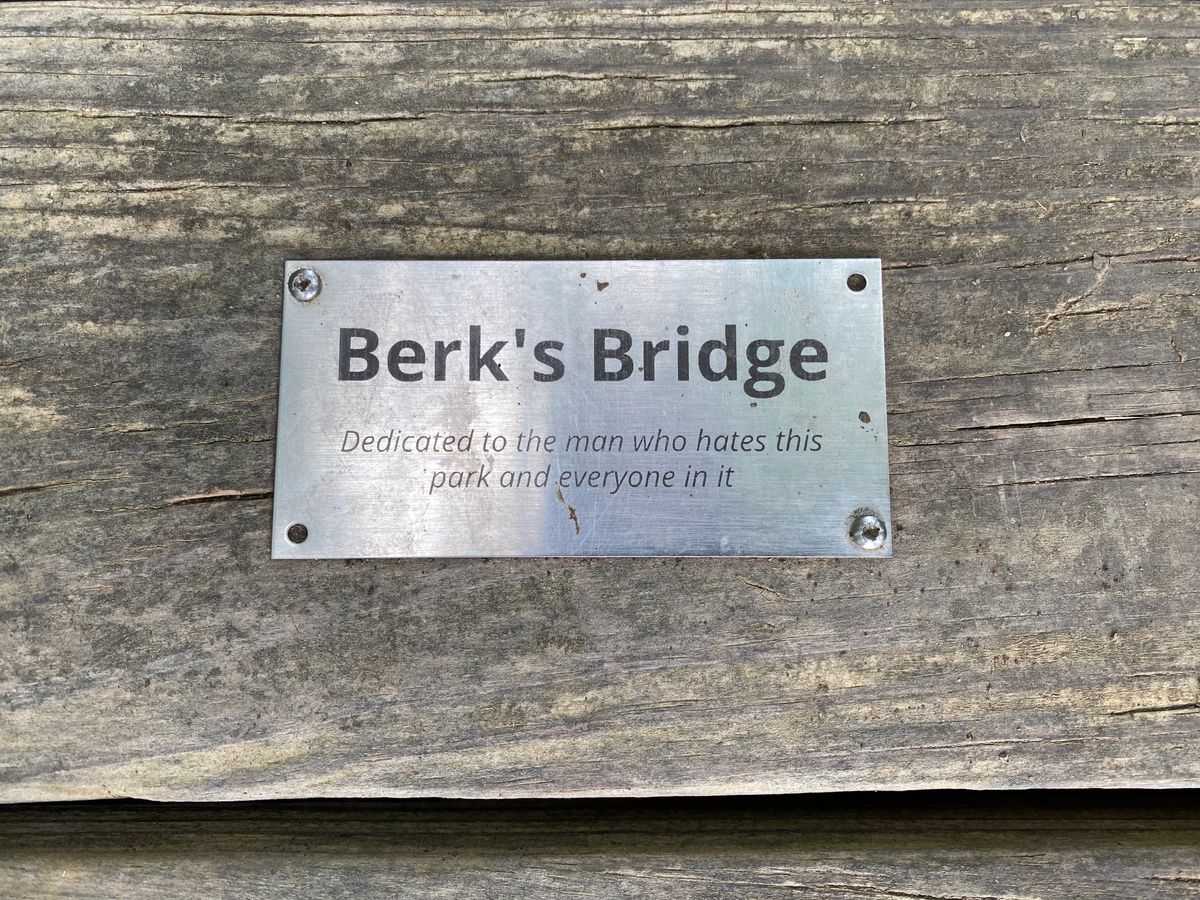 Berk's Bridge
Dedicated to the man who hates this
park and everyone in it